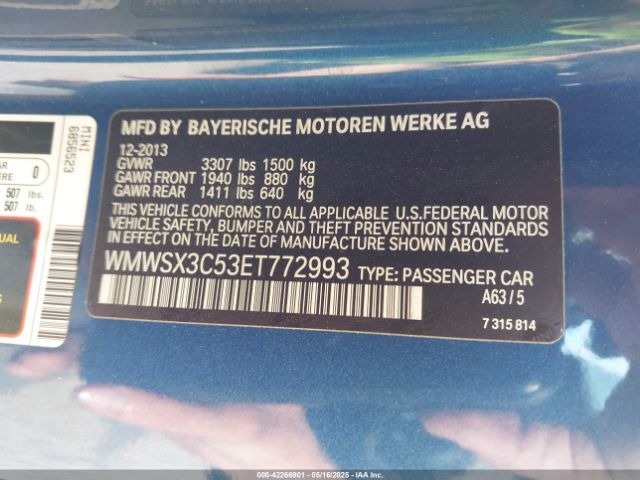 MFD BY BAYERISCHE MOTOREN WERKE AG
12-2013
GVWR 3307 lbs 1500 kg
GAWR FRONT 1940 lbs 880 kg
GAWR REAR 1411 lbs 640 kg
THIS VEHICLE CONFORMS TO ALL APPLICABLE U.S.FEDERAL MOTOR
VEHICLE SAFETY, BUMPER AND THEFT PREVENTION STANDARDS
IN EFFECT ON THE DATE OF MANUFACTURE SHOWN ABOVE.
WMWSX3C53ET772993 TYPE: PASSENGER CAR
A63/5
7 315 814
MINI
6856523
0
507 lbs.
507 lb.
000-42266901 - 05/16/2025 - IAA Inc.